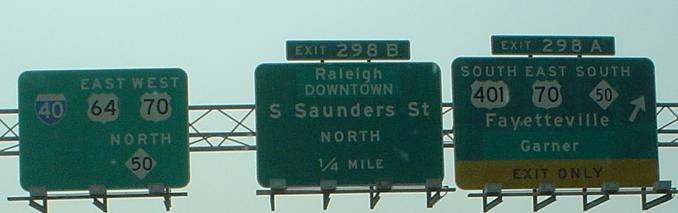 EAST WEST
40 64 70
NORTH
50
EXIT 298 B
Raleigh
DOWNTOWN
S Saunders St
NORTH
1/4 MILE
EXIT 298 A
SOUTH EAST SOUTH
401 70 50
Fayetteville
Garner
EXIT ONLY